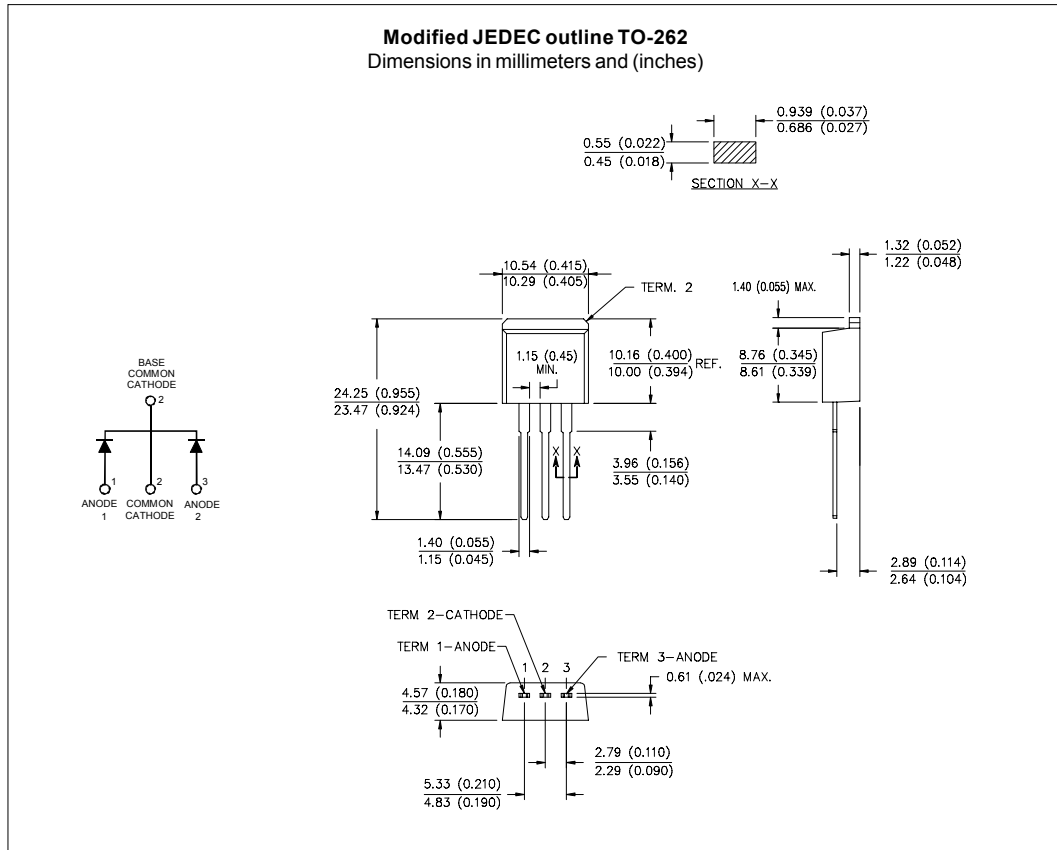 Modified JEDEC outline TO-262
Dimensions in millimeters and (inches)
0.939 (0.037)
0.686 (0.027)
0.55 (0.022)
0.45 (0.018)
SECTION X-X
1.32 (0.052)
1.22 (0.048)
10.54 (0.415)
10.29 (0.405)
TERM. 2
1.40 (0.055) MAX.
1.15 (0.45)
MIN.
10.16 (0.400)
10.00 (0.394)
REF.
8.76 (0.345)
8.61 (0.339)
BASE
COMMON
CATHODE
2
24.25 (0.955)
23.47 (0.924)
14.09 (0.555)
13.47 (0.530)
X X
3.96 (0.156)
3.55 (0.140)
1 2 3
ANODE
1
COMMON
CATHODE
ANODE
2
1.40 (0.055)
1.15 (0.045)
2.89 (0.114)
2.64 (0.104)
TERM 2-CATHODE
TERM 1-ANODE
TERM 3-ANODE
1 2 3
0.61 (.024) MAX.
4.57 (0.180)
4.32 (0.170)
2.79 (0.110)
2.29 (0.090)
5.33 (0.210)
4.83 (0.190)